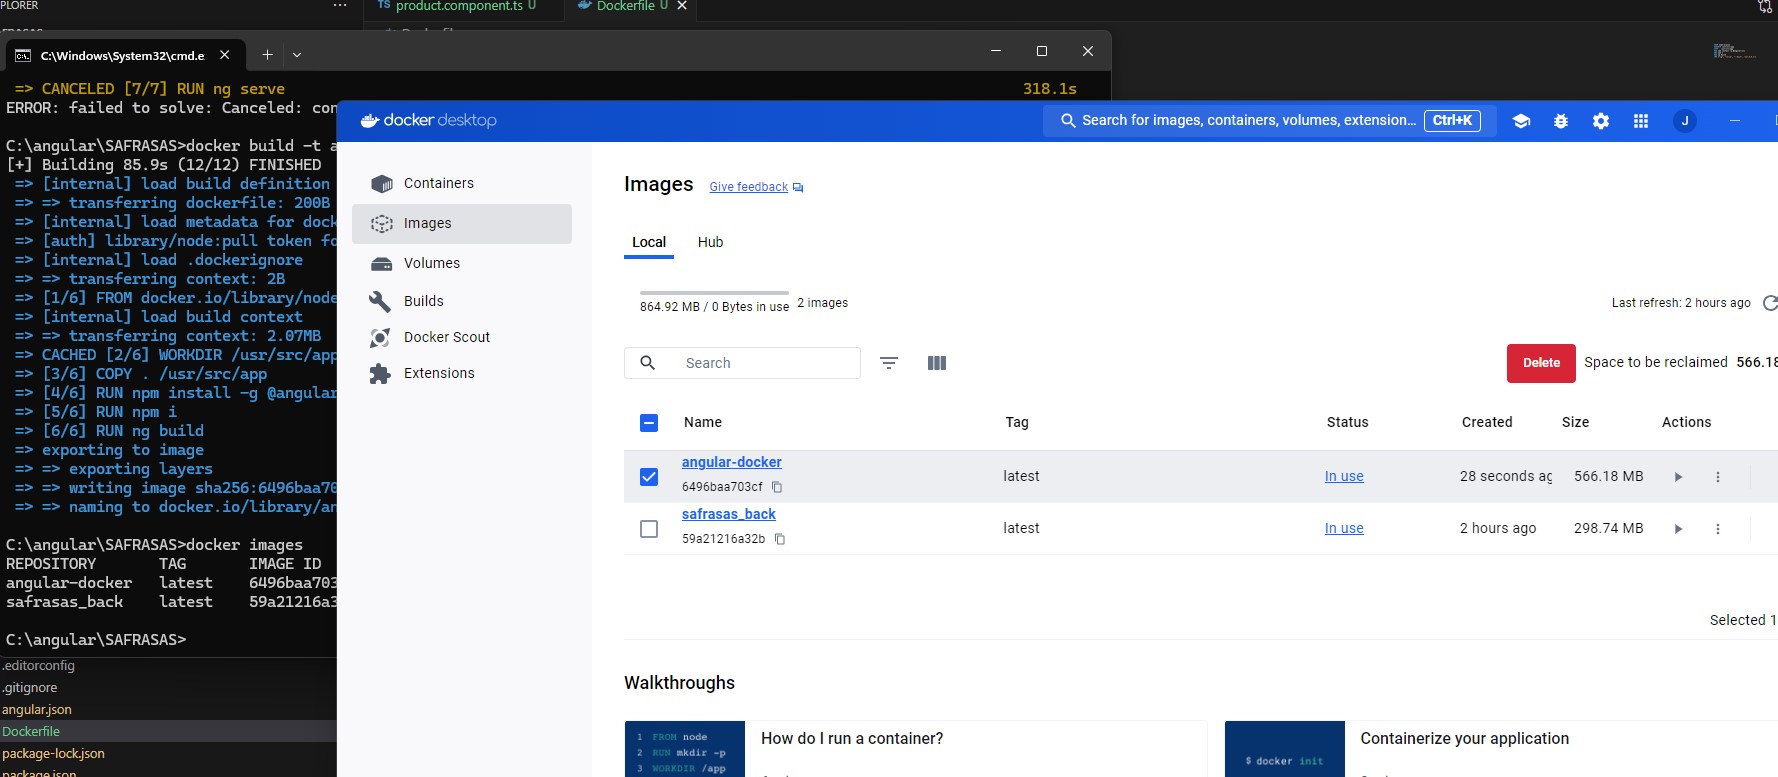 PLORER
···
TS product.component.ts U
Dockerfile U
C:\Windows\System32\cmd.e
=> CANCELED [7/7] RUN ng serve 318.1s
ERROR: failed to solve: Canceled: con
C:\angular\SAFRASAS>docker build -t a
[+] Building 85.9s (12/12) FINISHED
=> [internal] load build definition
=> => transferring dockerfile: 200B
=> [internal] load metadata for dock
=> [auth] library/node:pull token fo
=> [internal] load .dockerignore
=> => transferring context: 2B
=> [1/6] FROM docker.io/library/node
=> [internal] load build context
=> => transferring context: 2.07MB
=> CACHED [2/6] WORKDIR /usr/src/app
=> [3/6] COPY . /usr/src/app
=> [4/6] RUN npm install -g @angular
=> [5/6] RUN npm i
=> [6/6] RUN ng build
=> exporting to image
=> => exporting layers
=> => writing image sha256:6496baa70
=> => naming to docker.io/library/an
C:\angular\SAFRASAS>docker images
REPOSITORY TAG IMAGE ID
angular-docker latest 6496baa703
safrasas_back latest 59a21216a3
C:\angular\SAFRASAS>
.editorconfig
.gitignore
angular.json
Dockerfile
package-lock.json
package.json
docker desktop
Search for images, containers, volumes, extension... Ctrl+K
J
Containers
Images
Volumes
Builds
Docker Scout
Extensions
Images Give feedback
Local Hub
864.92 MB / 0 Bytes in use 2 images
Last refresh: 2 hours ago
Search
Delete Space to be reclaimed 566.18
Name Tag Status Created Size Actions
angular-docker
6496baa703cf
latest In use 28 seconds ag 566.18 MB
safrasas_back
59a21216a32b
latest In use 2 hours ago 298.74 MB
Selected 1
Walkthroughs
1 FROM node
2 RUN mkdir -p
3 WORKDIR /app
How do I run a container?
$ docker init
Containerize your application